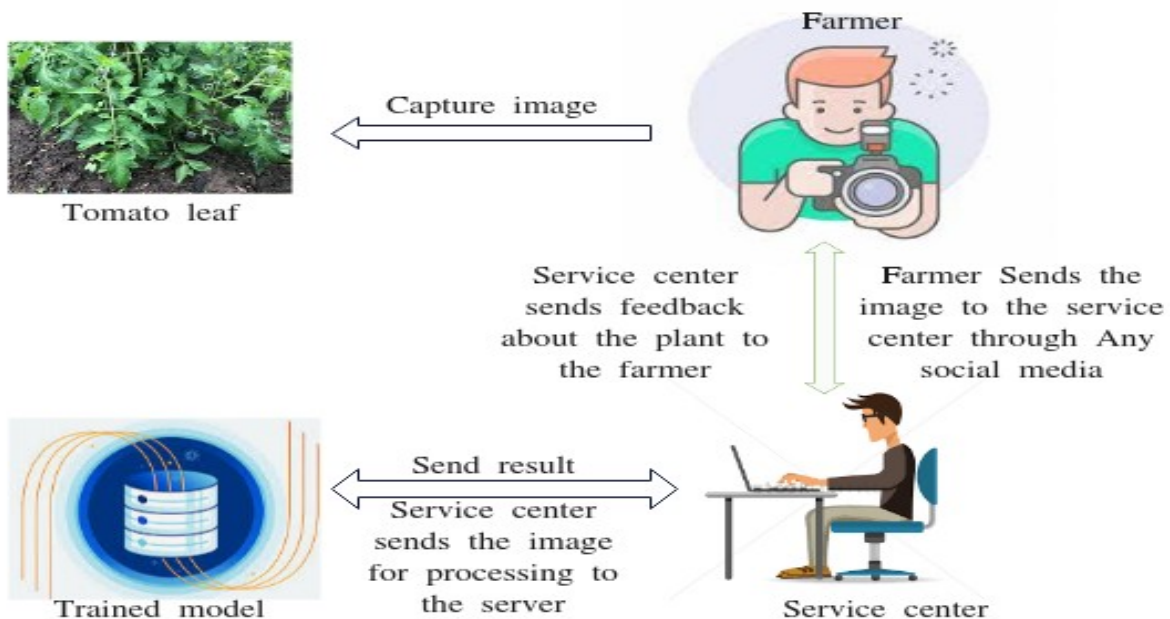 Farmer
Capture image
Tomato leaf
Service center
sends feedback
about the plant to
the farmer
Farmer Sends the
image to the service
center through Any
social media
Send result
Service center
sends the image
for processing to
the server
Trained model
Service center